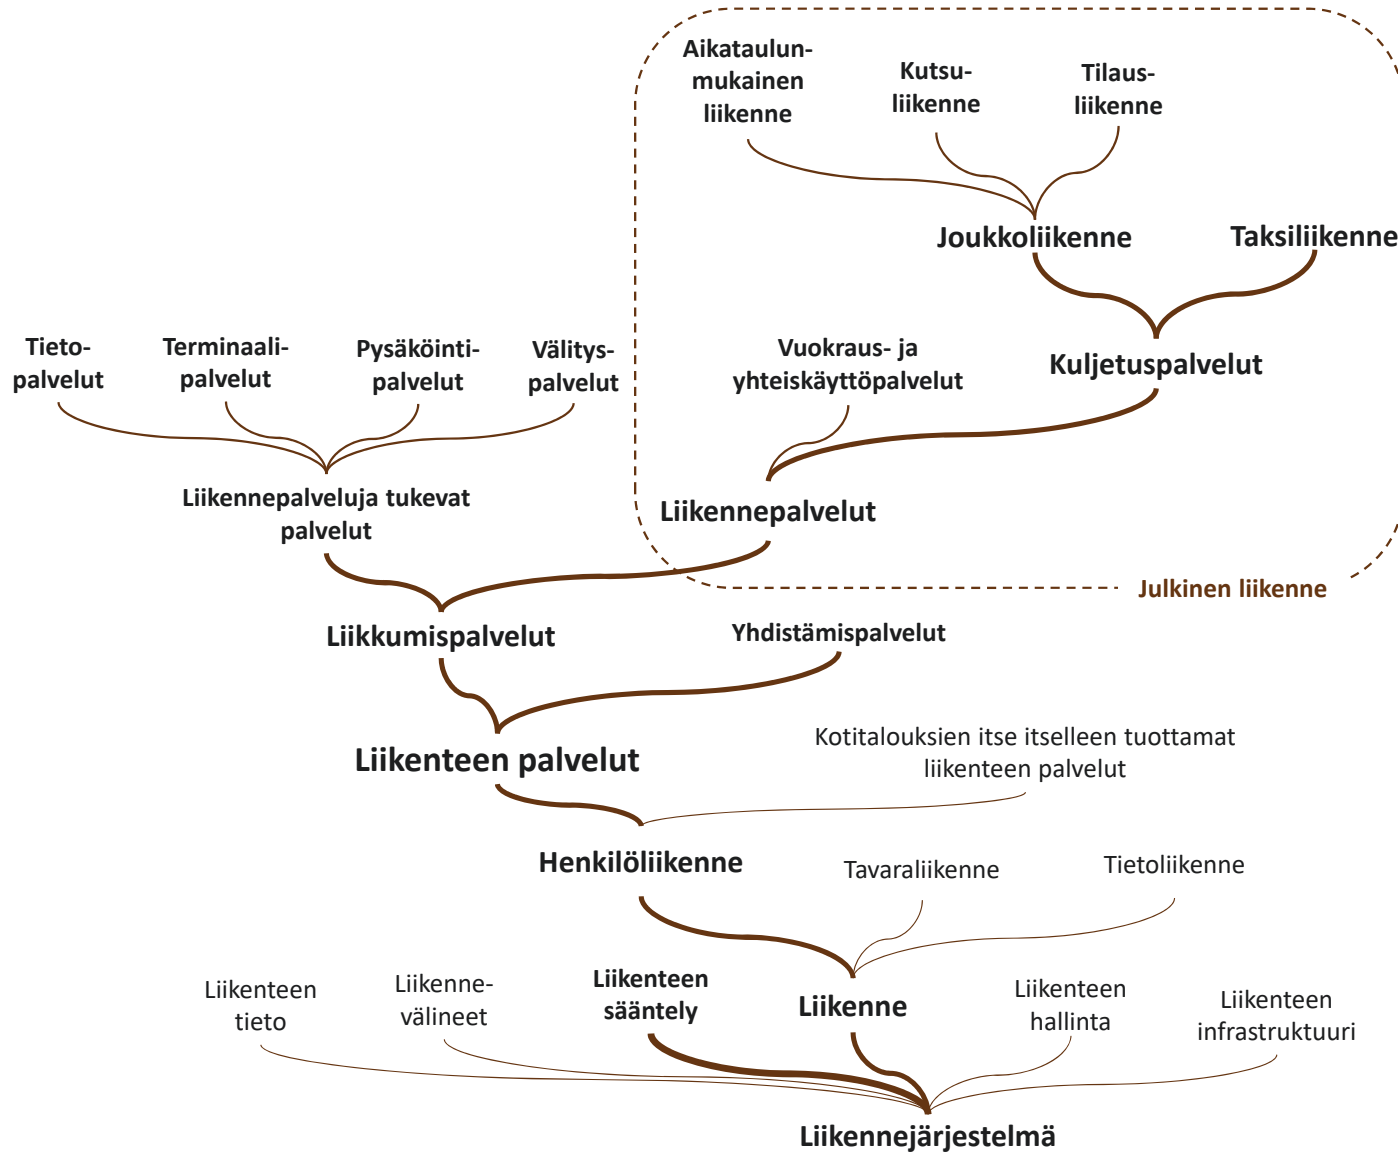 Aikataulun-
mukainen
liikenne
Kutsu-
liikenne
Tilaus-
liikenne
Joukkoliikenne
Taksiliikenne
Tieto-
palvelut
Terminaali-
palvelut
Pysäköinti-
palvelut
Välitys-
palvelut
Vuokraus- ja
yhteiskäyttöpalvelut
Kuljetuspalvelut
Liikennepalveluja tukevat
palvelut
Liikennepalvelut
Julkinen liikenne
Liikkumispalvelut
Yhdistämispalvelut
Liikenteen palvelut
Kotitalouksien itse itselleen tuottamat
liikenteen palvelut
Henkilöliikenne
Tavaraliikenne
Tietoliikenne
Liikenteen
tieto
Liikenne-
välineet
Liikenteen
sääntely
Liikenne
Liikenteen
hallinta
Liikenteen
infrastruktuuri
Liikennejärjestelmä